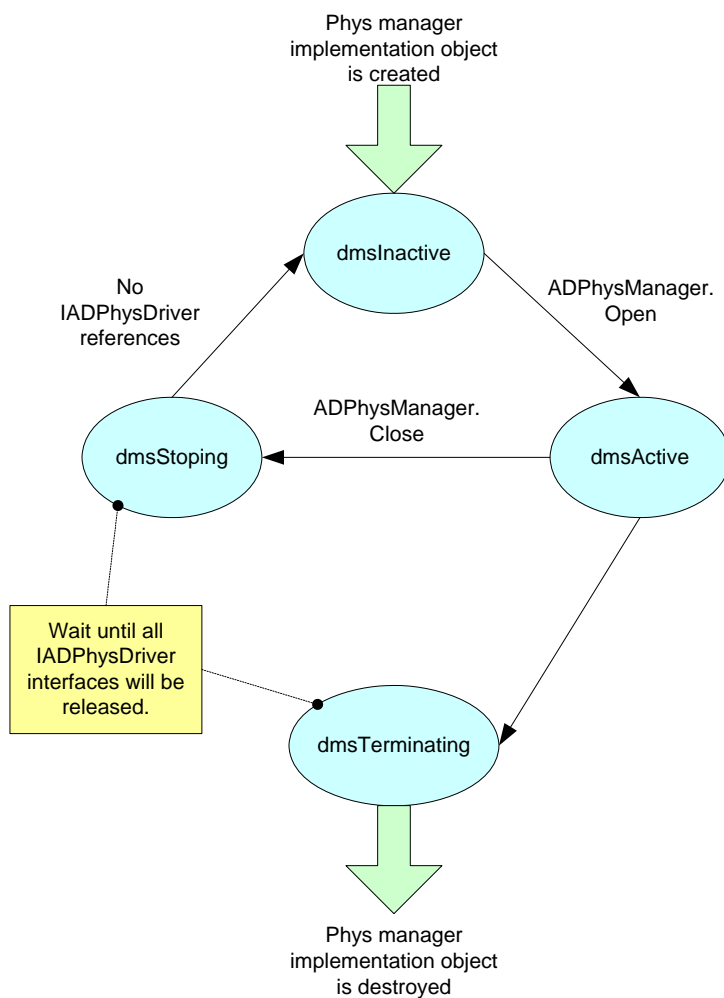 Phys manager
implementation object
is created
dmsInactive
No
IADPhysDriver
references
ADPhysManager.
Open
ADPhysManager.
Close
dmsStoping
dmsActive
Wait until all
IADPhysDriver
interfaces will be
released.
dmsTerminating
Phys manager
implementation object
is destroyed